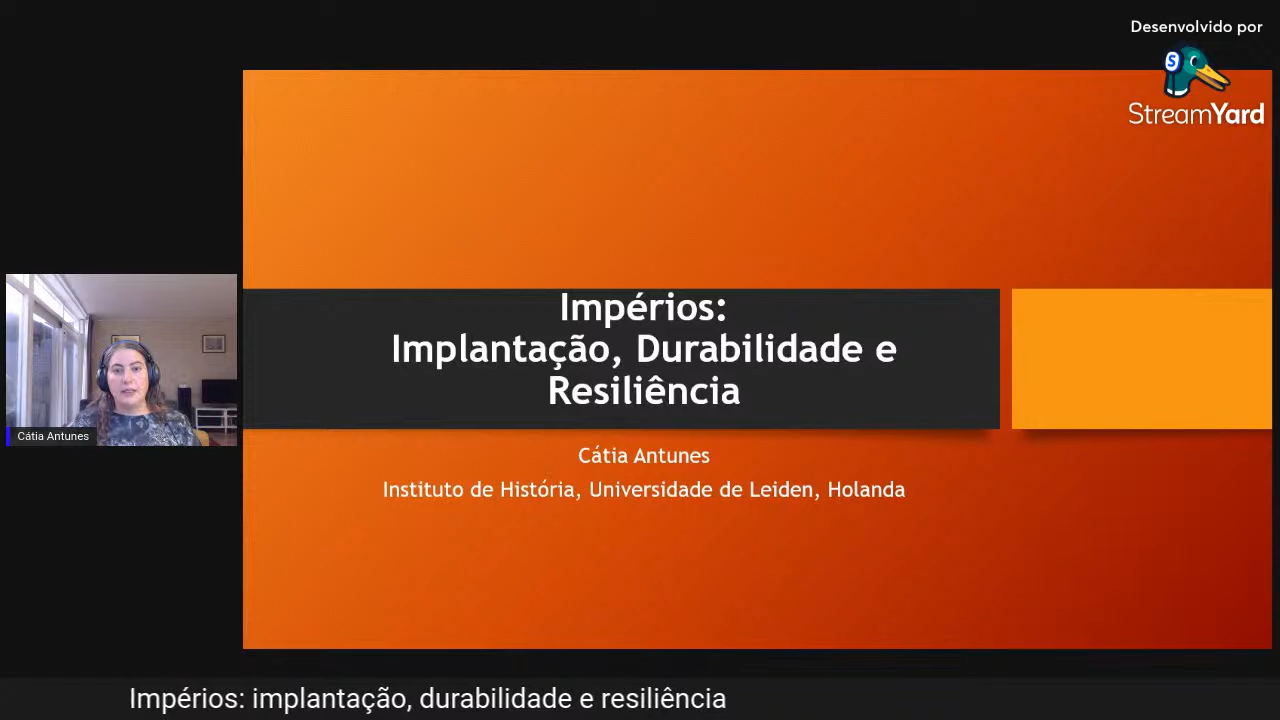 Desenvolvido por
S
StreamYard
Impérios:
Implantação, Durabilidade e
Resiliência
Cátia Antunes
Instituto de História, Universidade de Leiden, Holanda
Cátia Antunes
Impérios: implantação, durabilidade e resiliência